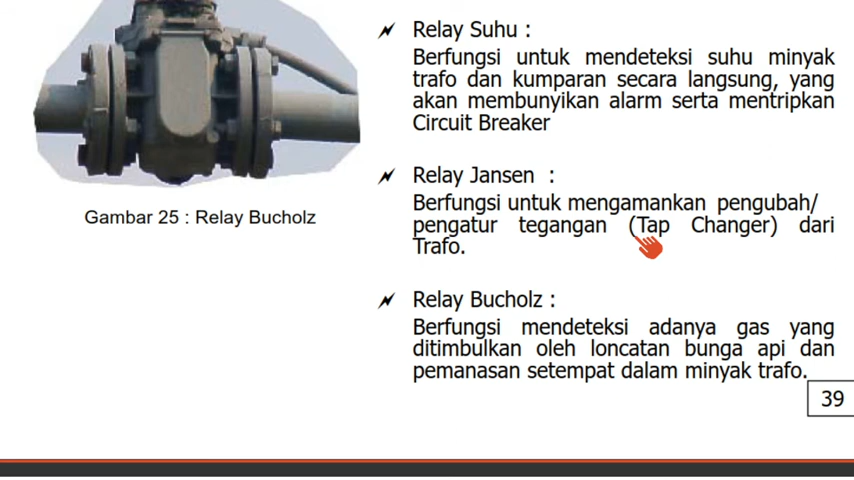 Relay Suhu :
Berfungsi untuk mendeteksi suhu minyak
trafo dan kumparan secara langsung, yang
akan membunyikan alarm serta mentripkan
Circuit Breaker
Relay Jansen :
Berfungsi untuk mengamankan pengubah/
pengatur tegangan (Tap Changer) dari
Trafo.
Gambar 25 : Relay Bucholz
Relay Bucholz :
Berfungsi mendeteksi adanya gas yang
ditimbulkan oleh loncatan bunga api dan
pemanasan setempat dalam minyak trafo.
39